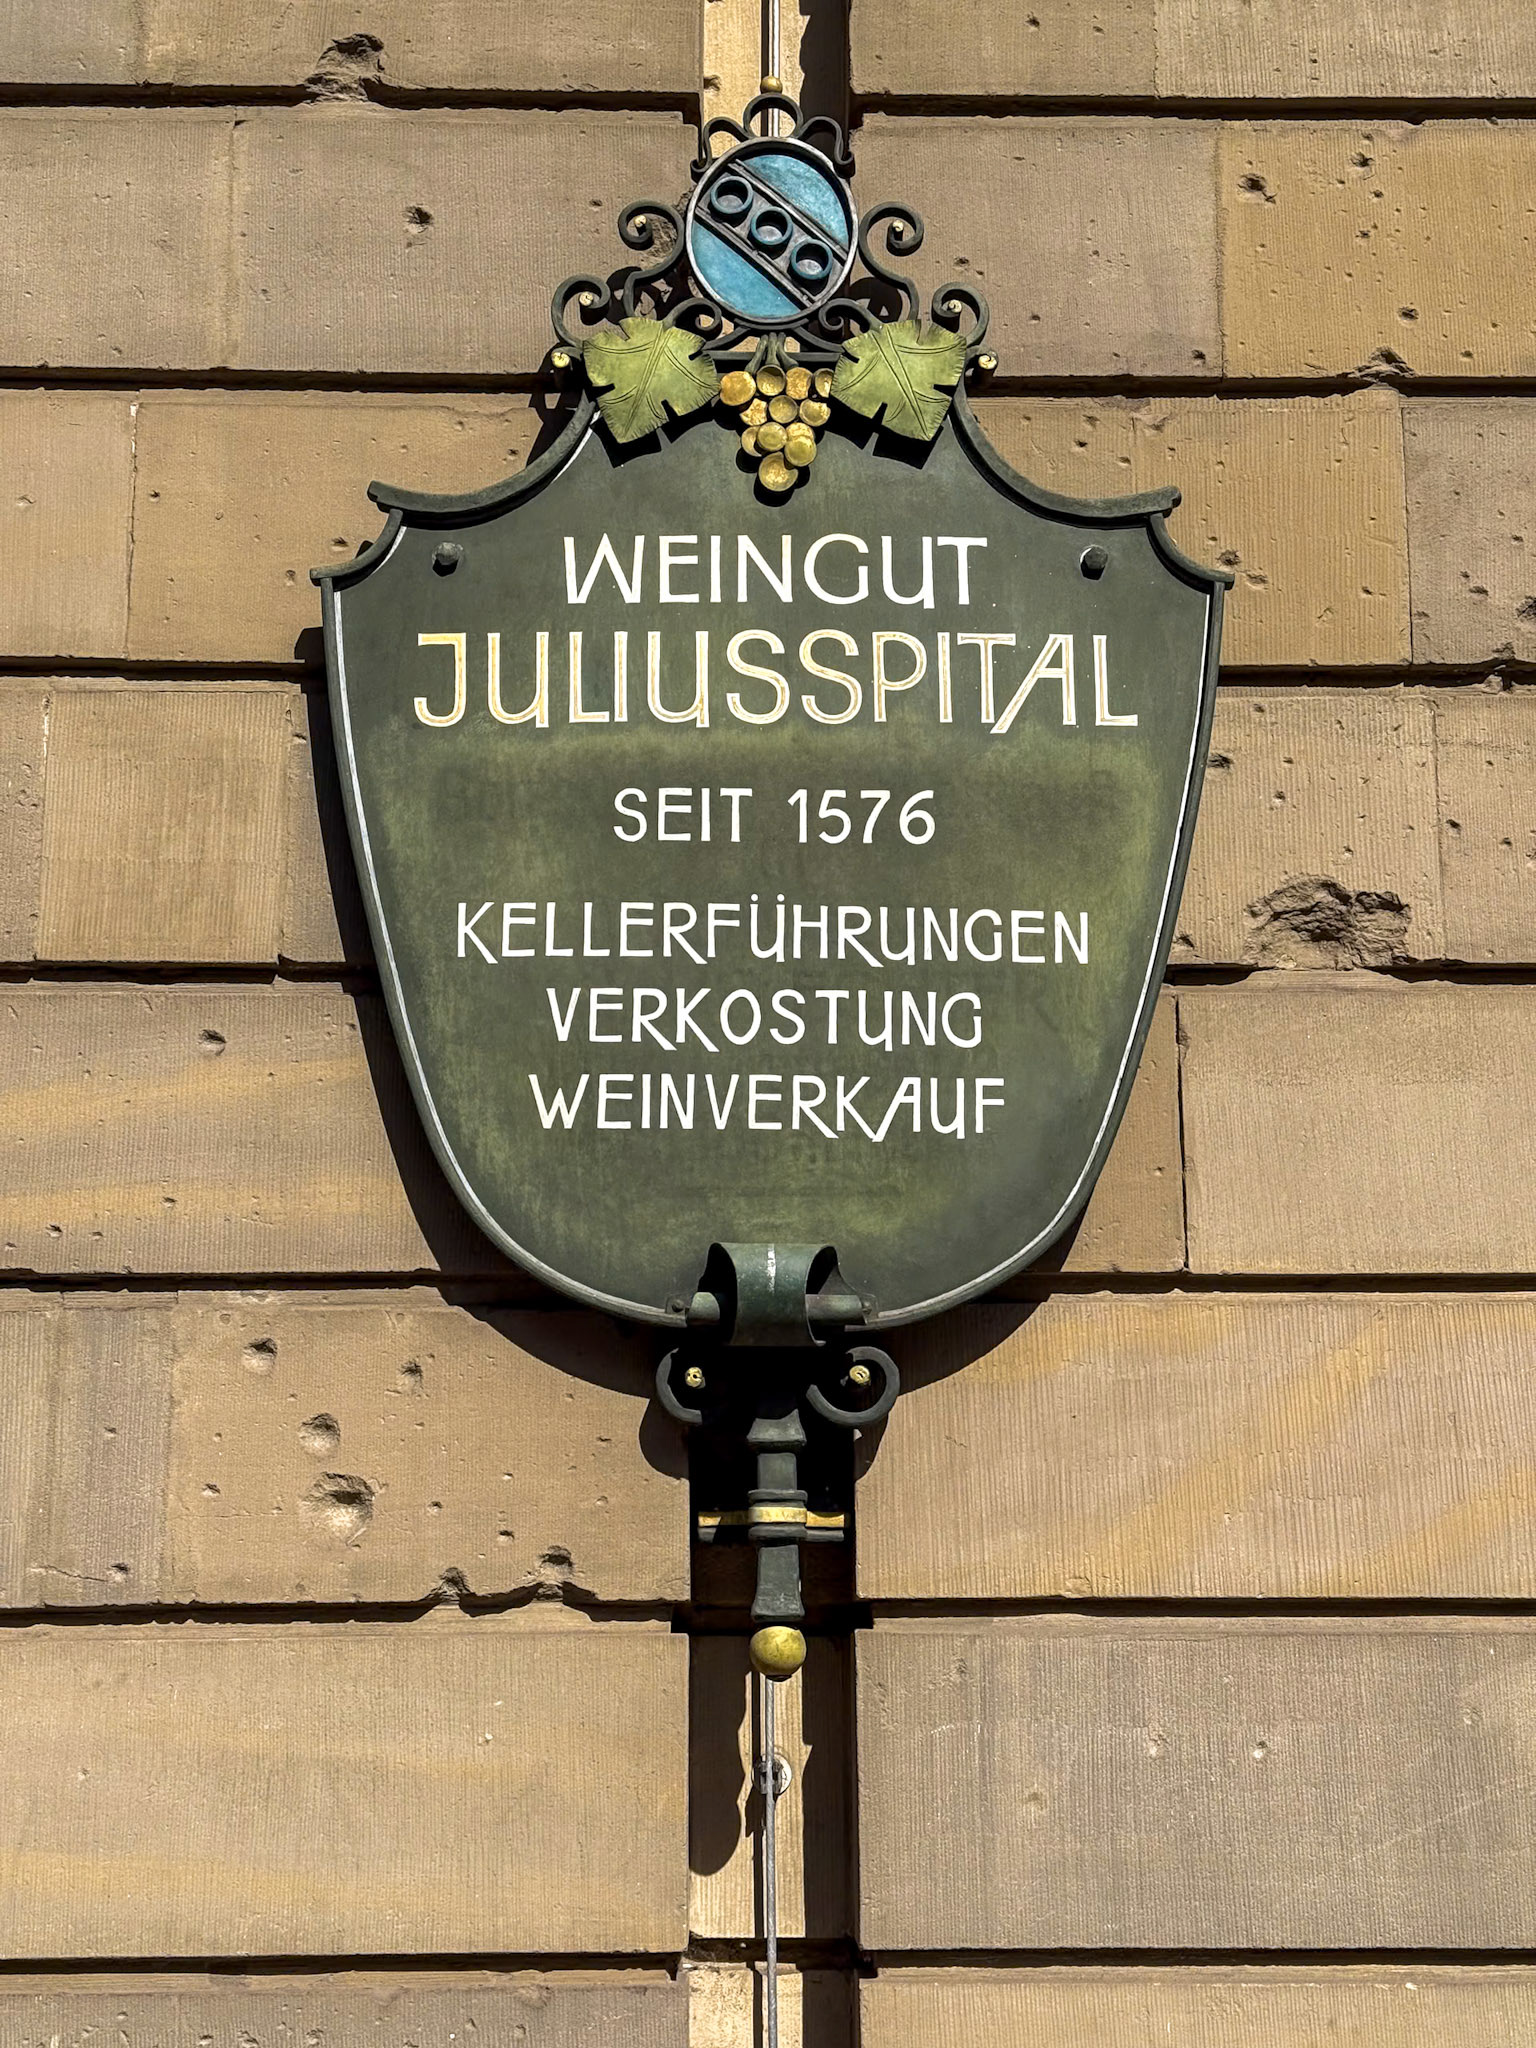 WEINGUT
JULIUSSPITAL
SEIT 1576
KELLERFÜHRUNGEN
VERKOSTUNG
WEINVERKAUF